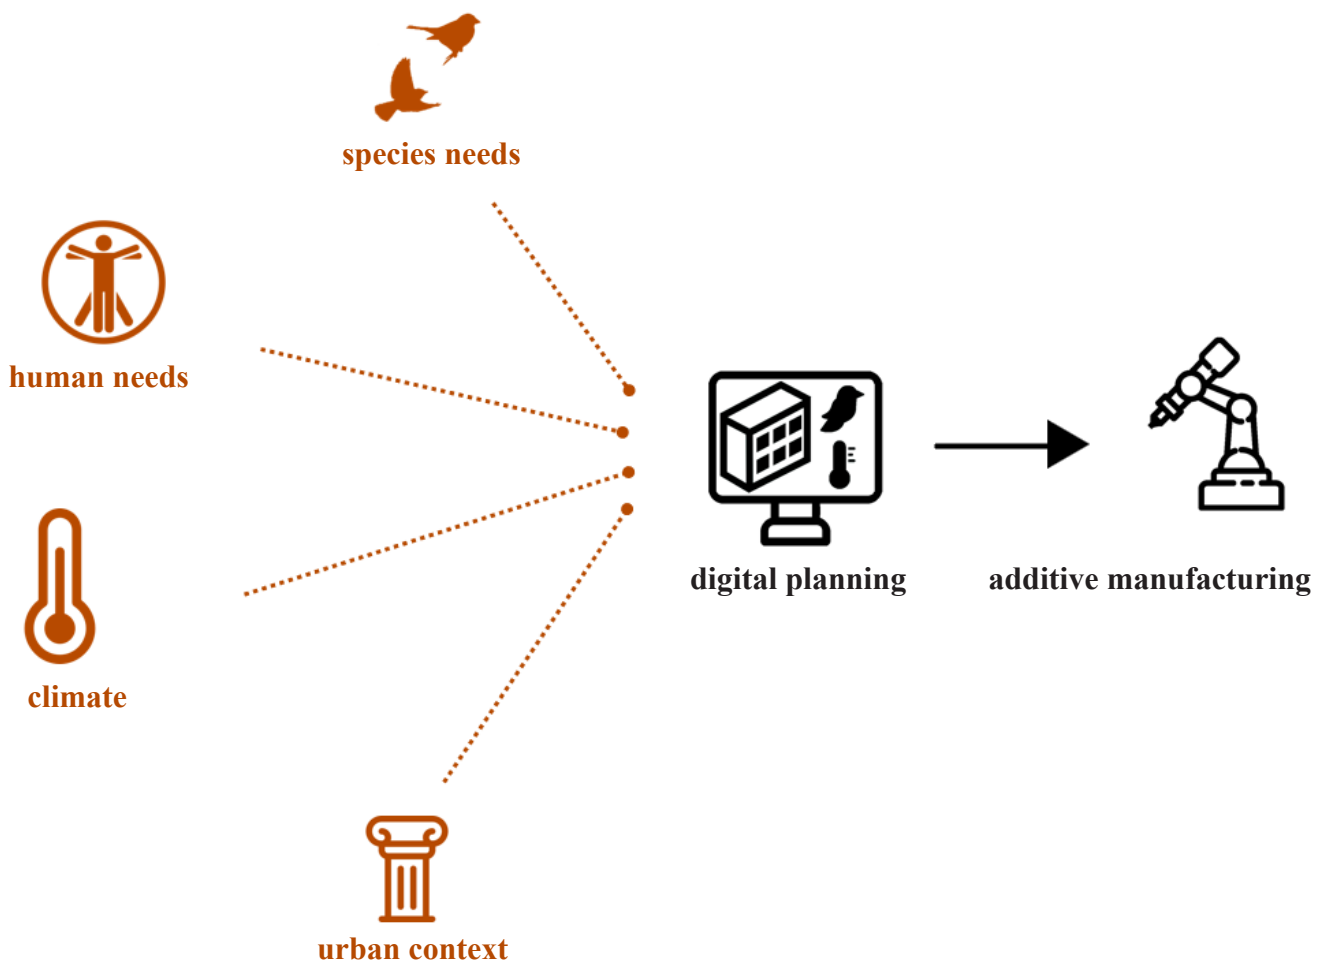 species needs
human needs
climate
urban context
digital planning
additive manufacturing